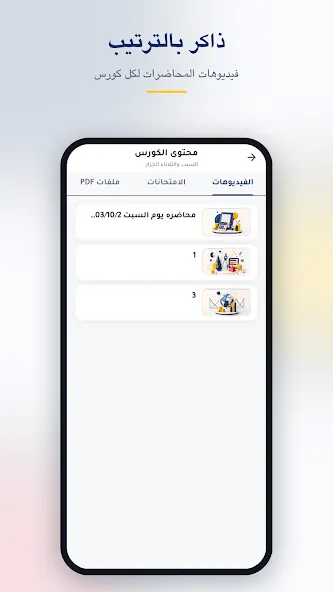 ذاكر بالترتيب
فيديوهات المحاضرات لكل كورس
محتوى الكورس
السبت والثلاثاء الجزار
الفيديوهات
الامتحانات
ملفات PDF
محاضره يوم السبت 03/10/2..
1
3